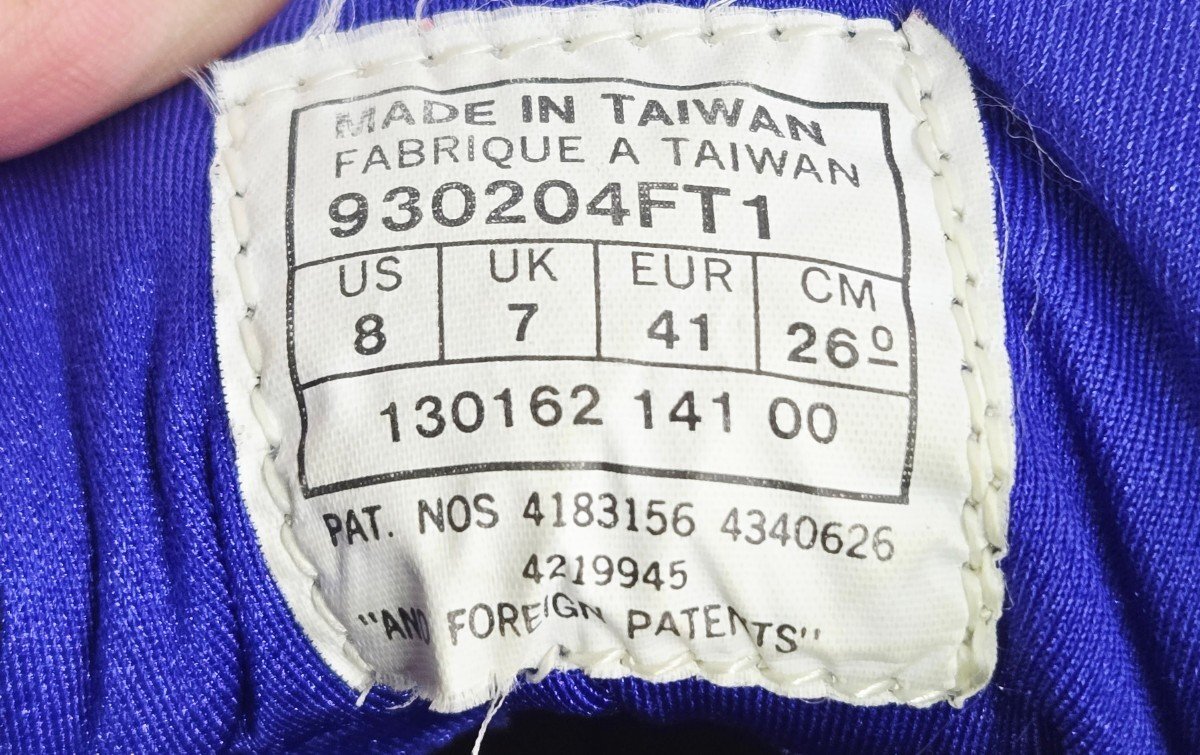 MADE IN TAIWAN
FABRIQUE A TAIWAN
930204FT1
US UK EUR CM
8 7 41 26º
130162 141 00
PAT. NOS 4183156 4340626
4219945
"AND FOREIGN PATENTS"